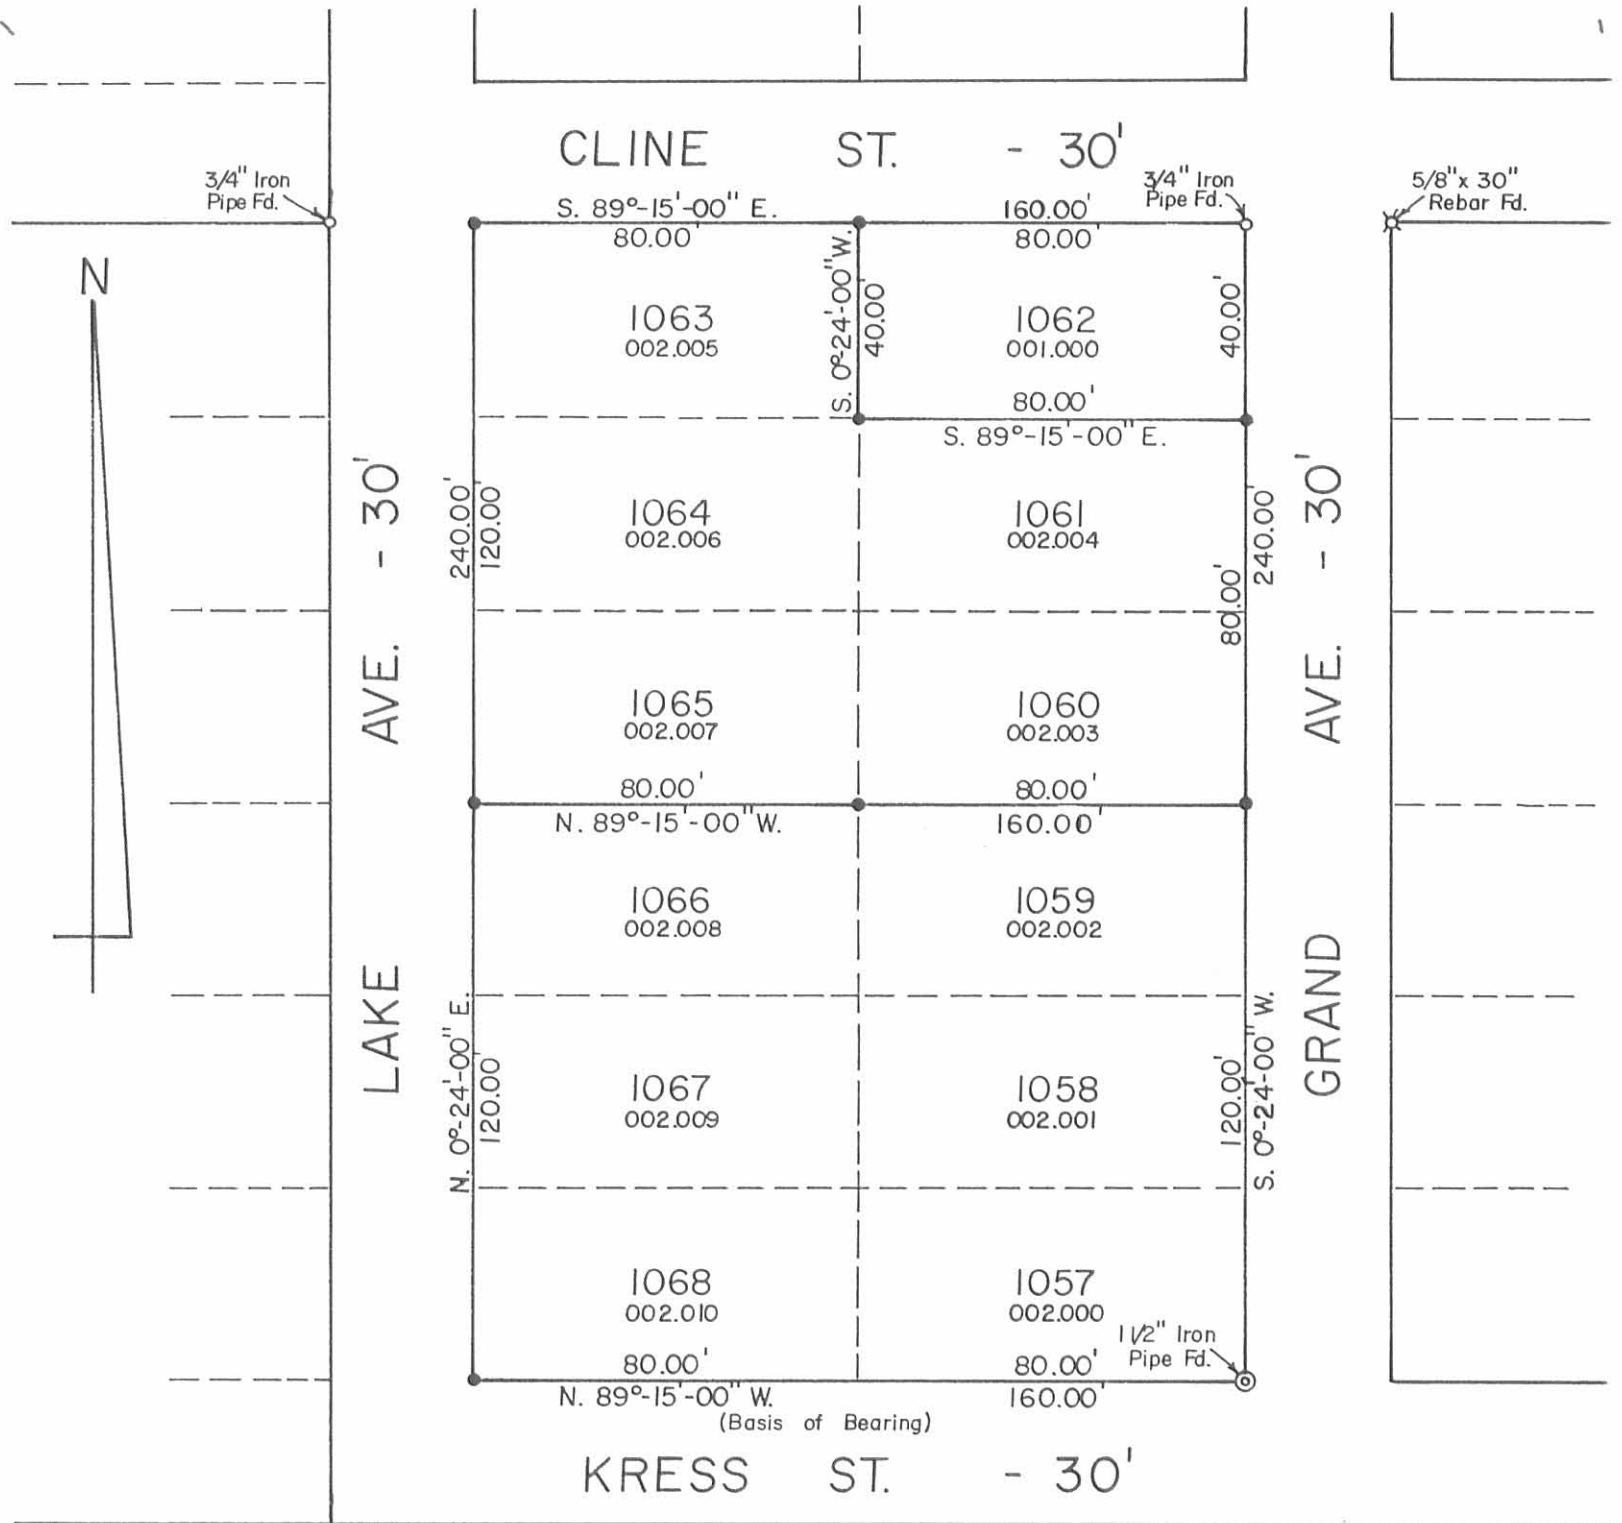 CLINE ST. - 30'
3/4" Iron
Pipe Fd.
3/4" Iron
Pipe Fd.
5/8" x 30"
Rebar Fd.
S. 89°-15'-00" E. 160.00'
80.00' 80.00'
N
S. 0°-24'-00" W.
40.00'
40.00'
1063
002.005
1062
001.000
80.00'
S. 89°-15'-00" E.
LAKE AVE. - 30'
240.00'
120.00'
1064
002.006
1061
002.004
80.00'
240.00'
GRAND AVE. - 30'
1065
002.007
1060
002.003
80.00' 80.00'
N. 89°-15'-00" W. 160.00'
1066
002.008
1059
002.002
N. 0°-24'-00" E.
120.00'
1067
002.009
1058
002.001
120.00'
S. 0°-24'-00" W.
1068
002.010
1057
002.000
1 1/2" Iron
Pipe Fd.
80.00' 80.00'
N. 89°-15'-00" W. 160.00'
(Basis of Bearing)
KRESS ST. - 30'